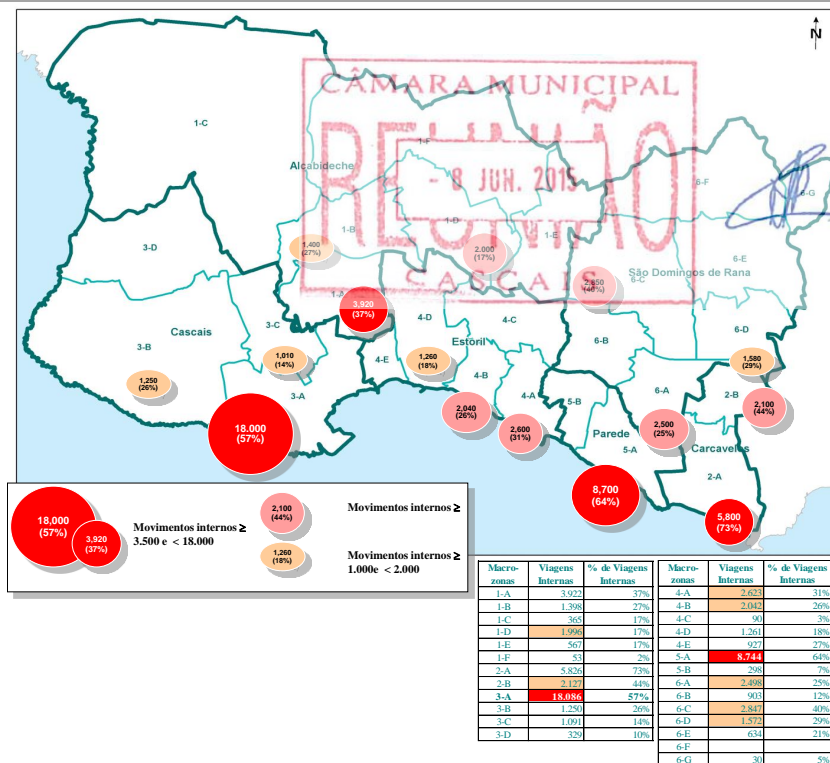 N
CÂMARA MUNICIPAL
REUNIÃO
- 8 JUN. 2015
CASCAIS
1-C
1-F
Alcabideche
6-F
6-G
1-B
1-D
1-E
3-D
1,400
(27%)
2.000
(17%)
6-E
São Domingos de Rana
6-C
(40%)
1-A
3,920
(37%)
4-D
4-C
3-C
Cascais
Estoril
6-B
6-D
3-B
1,010
(14%)
4-E
1,260
(18%)
1,580
(29%)
1,250
(26%)
4-B
3-A
4-A
5-B
6-A
2-B
2,040
(26%)
2,100
(44%)
18.000
(57%)
2,600
(31%)
2,500
(25%)
Parede
5-A
Carcavelos
2-A
8,700
(64%)
5,800
(73%)
18,000
(57%)
3,920
(37%)
Movimentos internos ≥
3.500 e < 18.000
2,100
(44%)
Movimentos internos ≥
1,260
(18%)
Movimentos internos ≥
1.000e < 2.000
Macro-zonas Viagens Internas % de Viagens Internas
1-A 3.922 37%
1-B 1.398 27%
1-C 365 17%
1-D 1.996 17%
1-E 567 17%
1-F 53 2%
2-A 5.826 73%
2-B 2.127 44%
3-A 18.086 57%
3-B 1.250 26%
3-C 1.091 14%
3-D 329 10%
Macro-zonas Viagens Internas % de Viagens Internas
4-A 2.623 31%
4-B 2.042 26%
4-C 90 3%
4-D 1.261 18%
4-E 927 27%
5-A 8.744 64%
5-B 298 7%
6-A 2.498 25%
6-B 903 12%
6-C 2.847 40%
6-D 1.572 29%
6-E 634 21%
6-F
6-G 30 5%